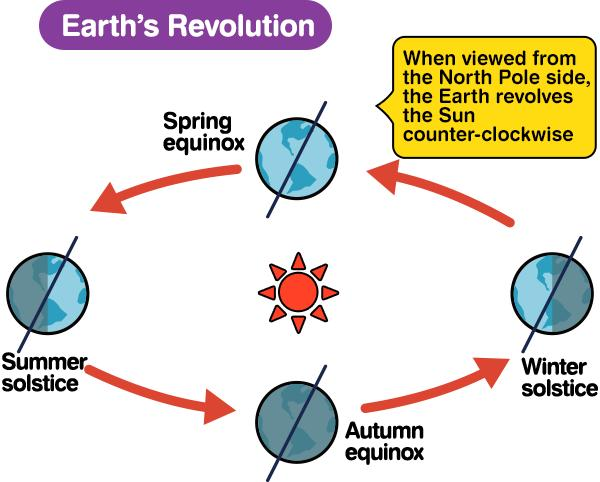 Earth's Revolution
When viewed from
the North Pole side,
the Earth revolves
the Sun
counter-clockwise
Spring
equinox
Summer
solstice
Winter
solstice
Autumn
equinox